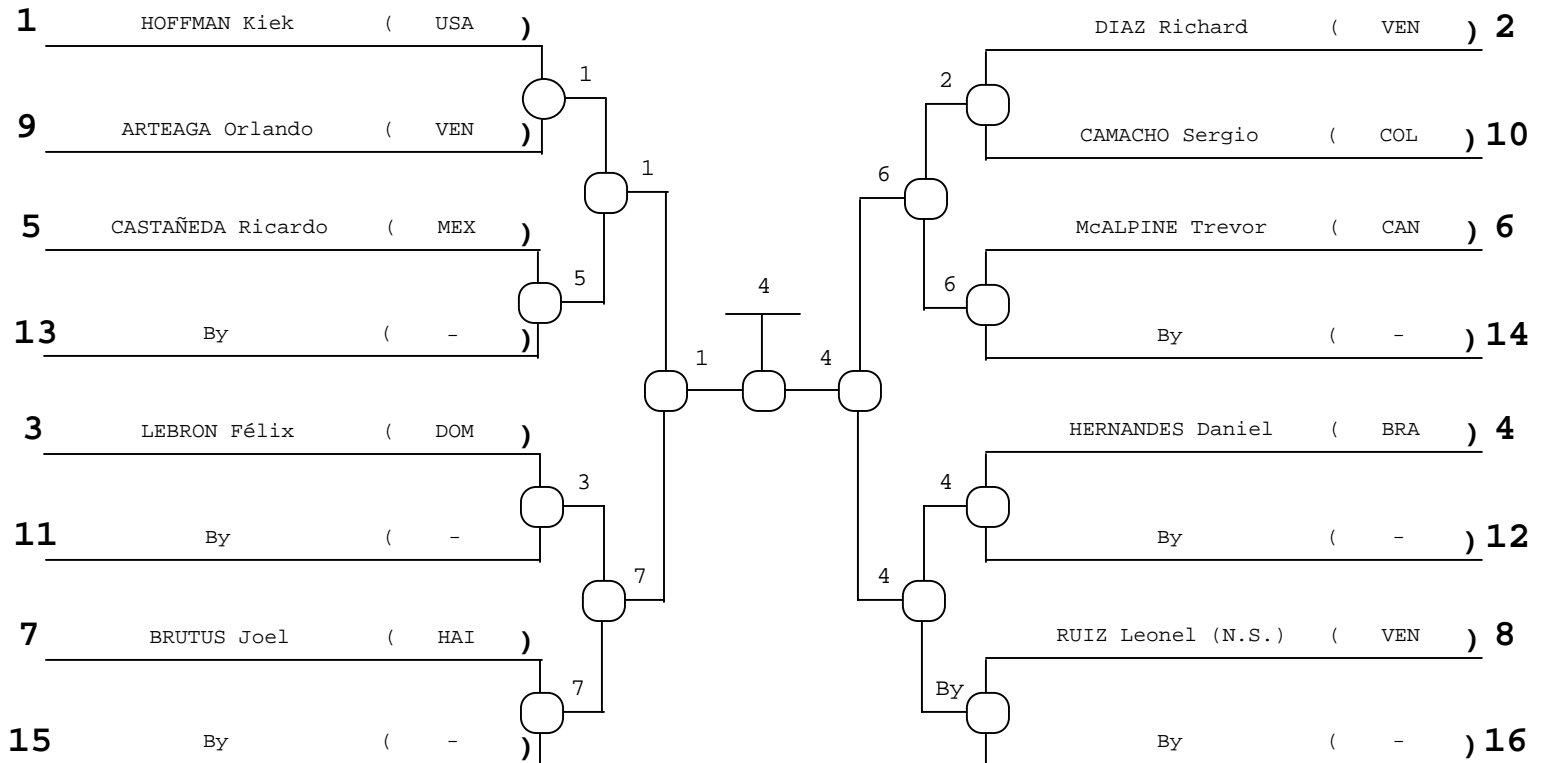 1 HOFFMAN Kiek ( USA )
DIAZ Richard ( VEN ) 2
1
2
9 ARTEAGA Orlando ( VEN )
CAMACHO Sergio ( COL ) 10
1
6
5 CASTAÑEDA Ricardo ( MEX )
McALPINE Trevor ( CAN ) 6
5
4
6
13 By ( - )
By ( - ) 14
1
4
3 LEBRON Félix ( DOM )
HERNANDES Daniel ( BRA ) 4
3
4
11 By ( - )
By ( - ) 12
7
4
7 BRUTUS Joel ( HAI )
RUIZ Leonel (N.S.) ( VEN ) 8
7
By
15 By ( - )
By ( - ) 16